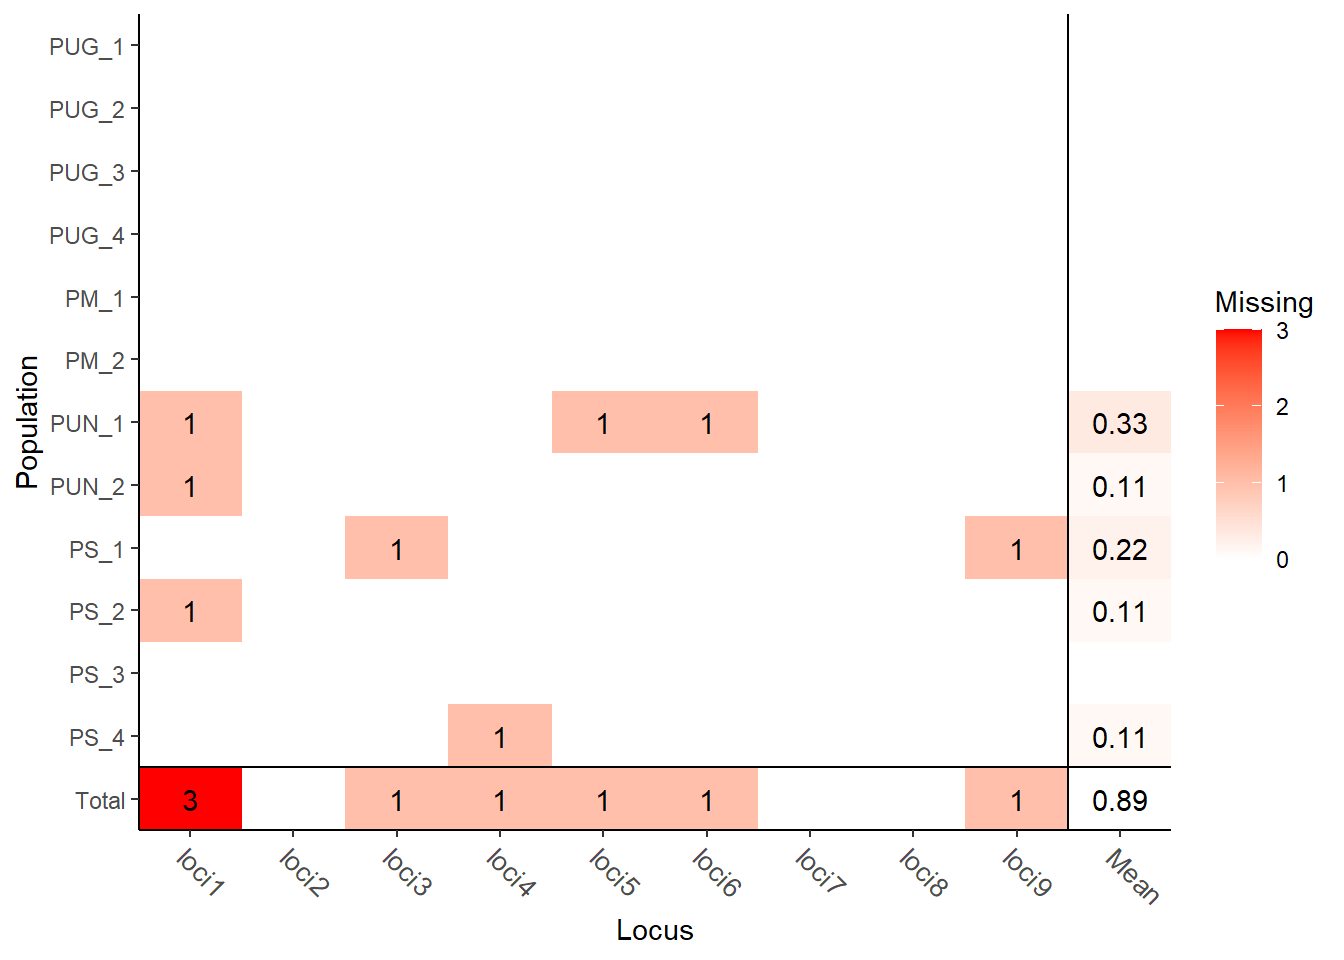 PUG_1
PUG_2
PUG_3
PUG_4
PM_1
PM_2
PUN_1 1 1 1 0.33
PUN_2 1 0.11
PS_1 1 1 0.22
PS_2 1 0.11
PS_3
PS_4 1 0.11
Total 3 1 1 1 1 1 0.89
loci1 loci2 loci3 loci4 loci5 loci6 loci7 loci8 loci9 Mean
Locus
Population
Missing
3
2
1
0